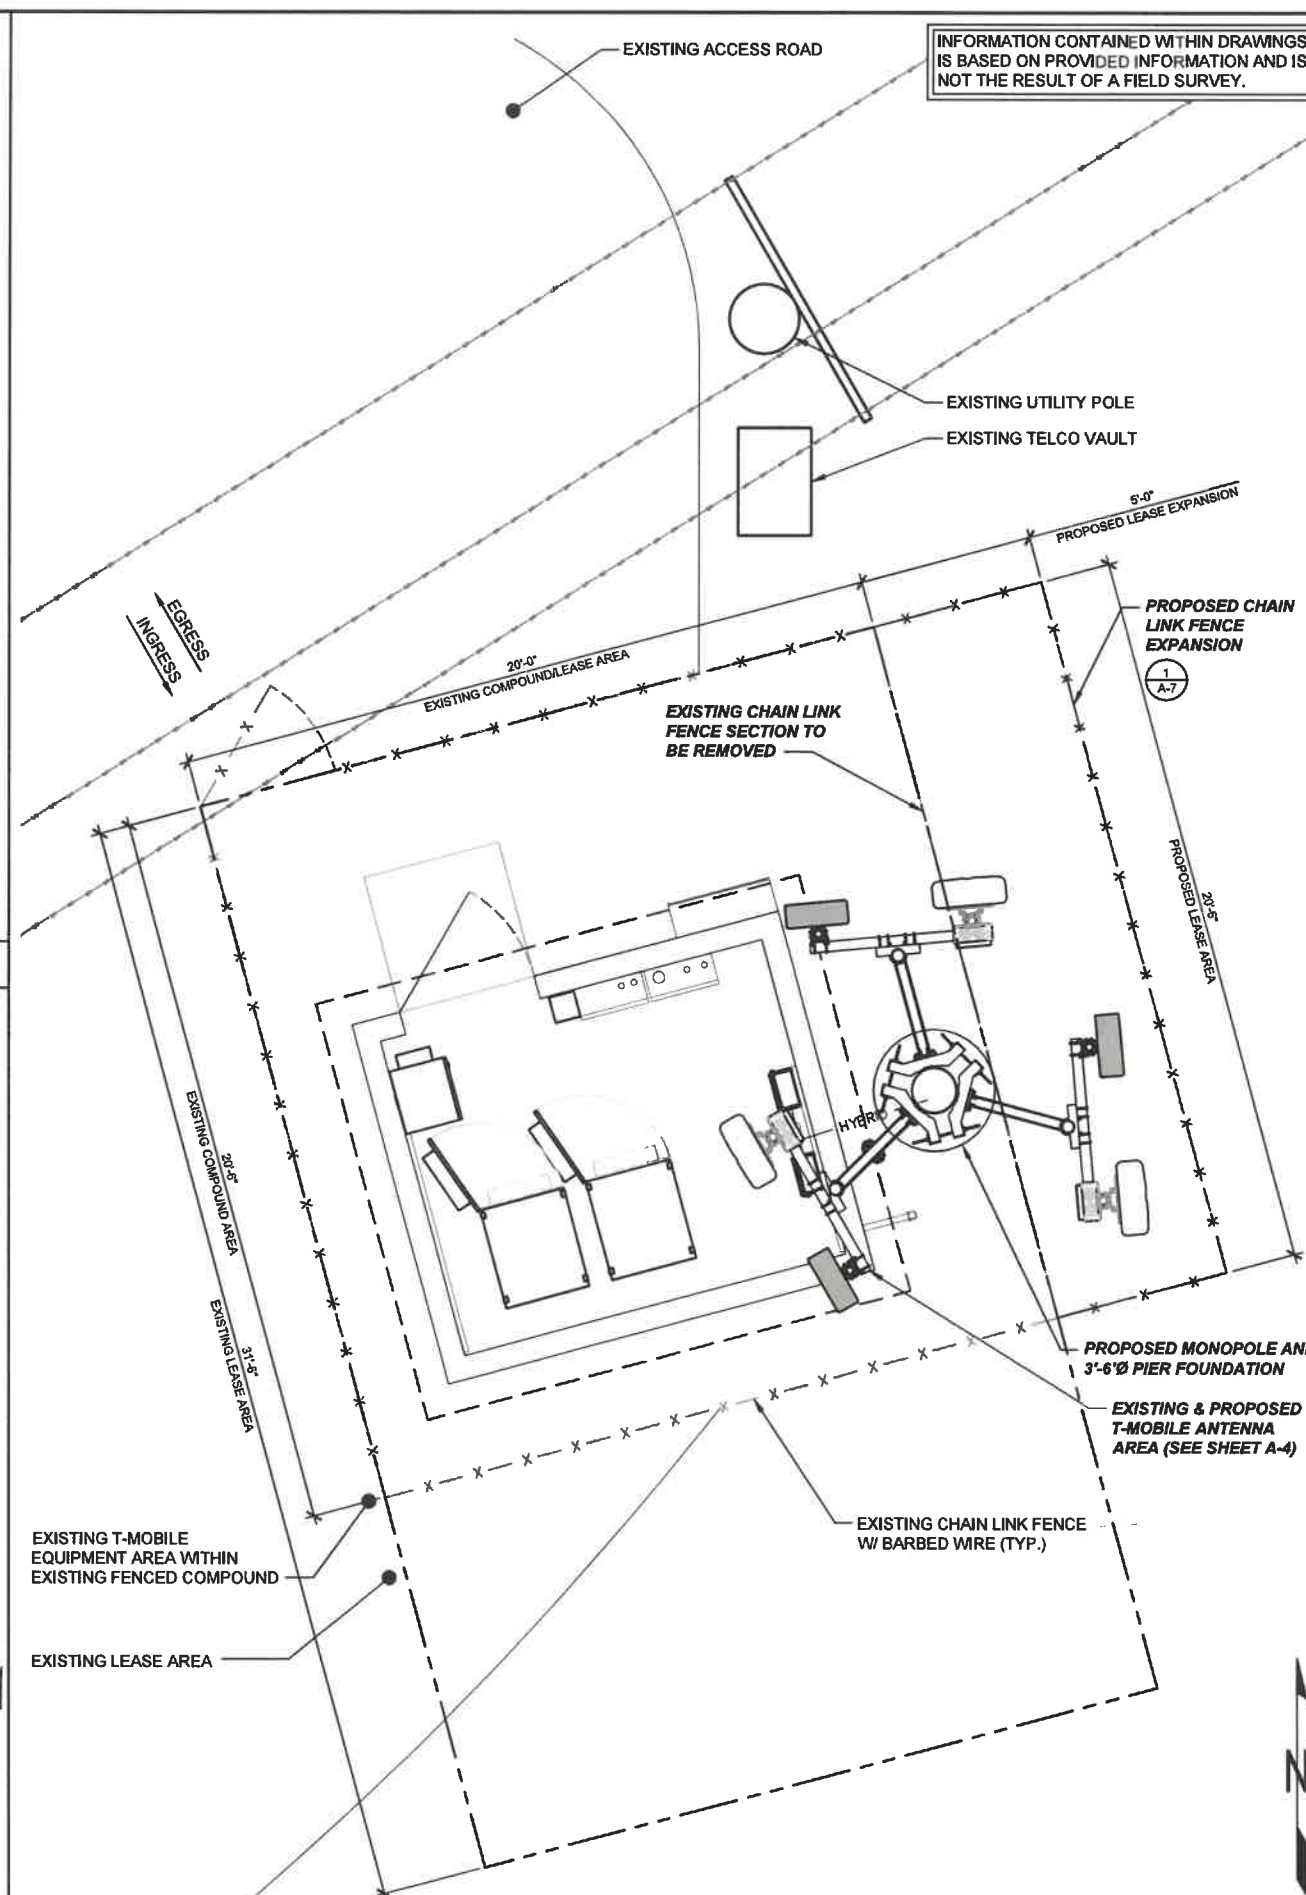 EXISTING ACCESS ROAD
INFORMATION CONTAINED WITHIN DRAWINGS
IS BASED ON PROVIDED INFORMATION AND IS
NOT THE RESULT OF A FIELD SURVEY.
EXISTING UTILITY POLE
EXISTING TELCO VAULT
5'-0"
PROPOSED LEASE EXPANSION
EGRESS
INGRESS
PROPOSED CHAIN
LINK FENCE
EXPANSION
1
A-7
20'-0"
EXISTING COMPOUND/LEASE AREA
EXISTING CHAIN LINK
FENCE SECTION TO
BE REMOVED
20'-6"
PROPOSED LEASE AREA
20'-6"
EXISTING COMPOUND AREA
31'-6"
EXISTING LEASE AREA
PROPOSED MONOPOLE
3'-6'Ø PIER FOUNDATION
EXISTING & PROPOSED
T-MOBILE ANTENNA
AREA (SEE SHEET A-4)
EXISTING CHAIN LINK FENCE
W/ BARBED WIRE (TYP.)
EXISTING T-MOBILE
EQUIPMENT AREA WITHIN
EXISTING FENCED COMPOUND
EXISTING LEASE AREA
N